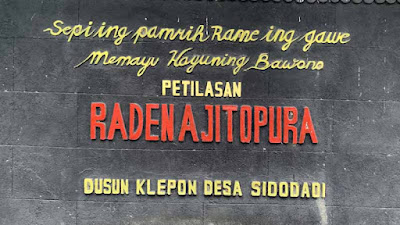 Sepi ing pamrih Rame ing gawe
Memayu Hayuning Bawono
PETILASAN
RADEN AJITOPURA
DUSUN KLEPON DESA SIDODADI